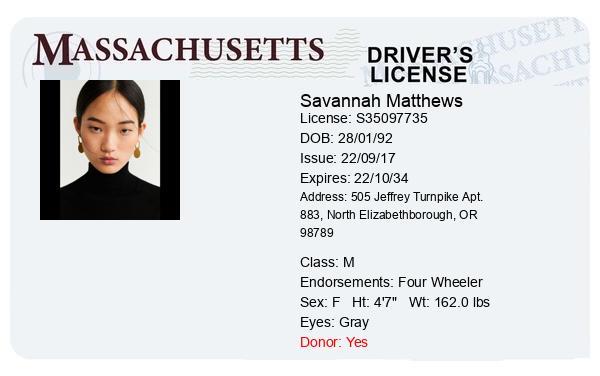 MASSACHUSETTS
DRIVER'S
LICENSE
Savannah Matthews
License: S35097735
DOB: 28/01/92
Issue: 22/09/17
Expires: 22/10/34
Address: 505 Jeffrey Turnpike Apt.
883, North Elizabethborough, OR
98789
Class: M
Endorsements: Four Wheeler
Sex: F Ht: 4'7" Wt: 162.0 lbs
Eyes: Gray
Donor: Yes